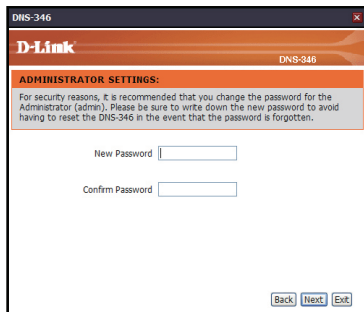 DNS-346
D-Link
DNS-346
ADMINISTRATOR SETTINGS:
For security reasons, it is recommended that you change the password for the
Administrator (admin). Please be sure to write down the new password to avoid
having to reset the DNS-346 in the event that the password is forgotten.
New Password
Confirm Password
Back Next Exit